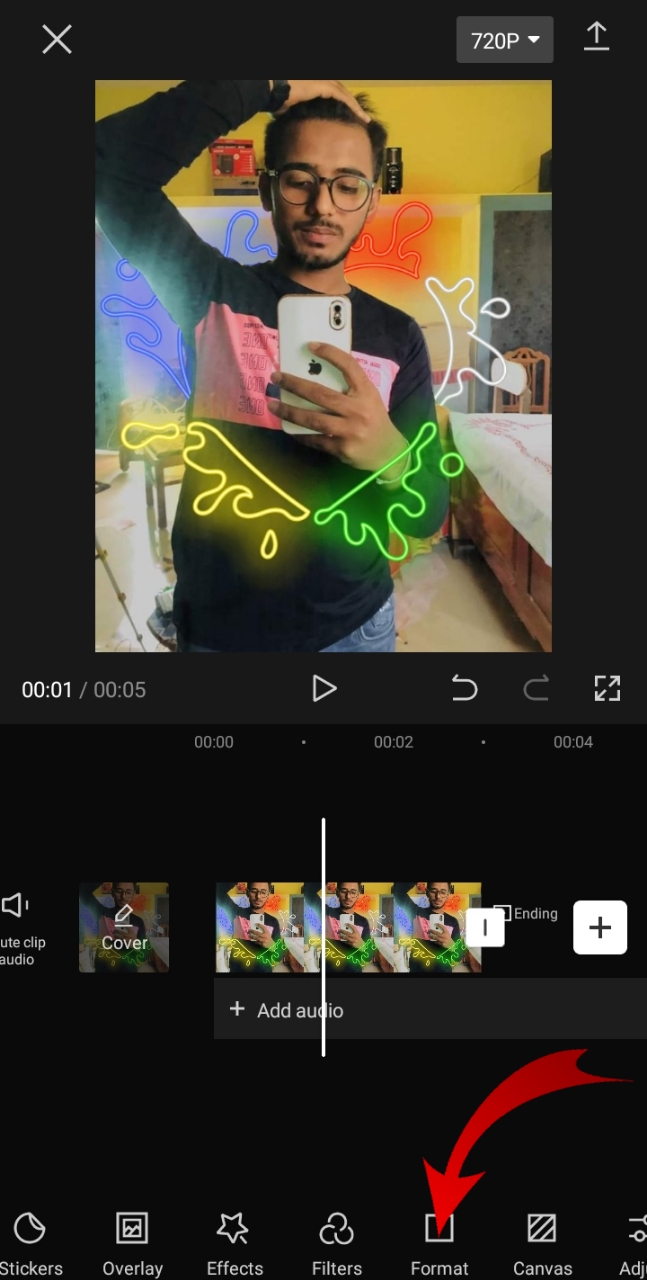 720P
00:01 / 00:05
00:00
00:02
00:04
ute clip
audio
Cover
Ending
+ Add audio
Stickers
Overlay
Effects
Filters
Format
Canvas
Adj